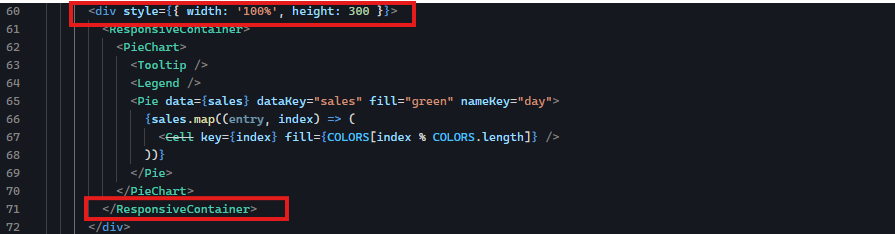 60 <div style={{ width: '100%', height: 300 }}>
61 <ResponsiveContainer>
62 <PieChart>
63 <Tooltip />
64 <Legend />
65 <Pie data={sales} dataKey="sales" fill="green" nameKey="day">
66 {sales.map((entry, index) => (
67 <Cell key={index} fill={COLORS[index % COLORS.length]} />
68 ))}
69 </Pie>
70 </PieChart>
71 </ResponsiveContainer>
72 </div>